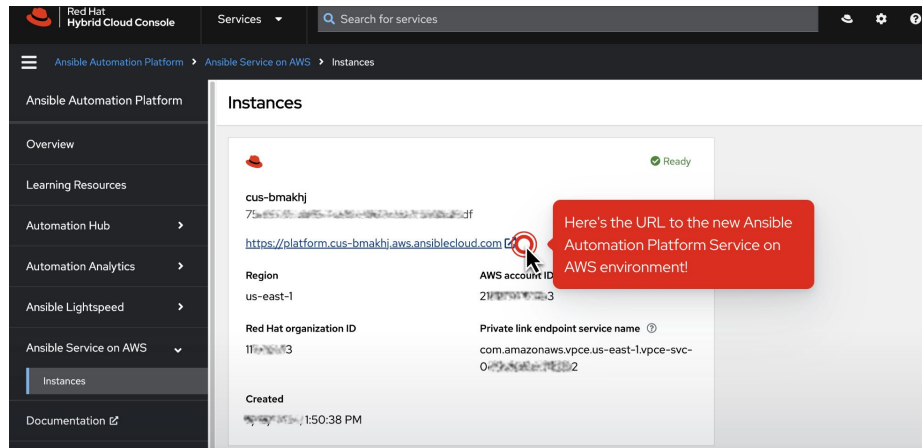 Red Hat
Hybrid Cloud Console
Services
Search for services
Ansible Automation Platform > Ansible Service on AWS > Instances
Ansible Automation Platform
Instances
Overview
Ready
Learning Resources
cus-bmakhj
Automation Hub
https://platform.cus-bmakhj.aws.ansiblecloud.com
Here's the URL to the new Ansible
Automation Platform Service on
AWS environment!
Automation Analytics
Region
AWS account ID
us-east-1
Ansible Lightspeed
Red Hat organization ID
Private link endpoint service name
com.amazonaws.vpce.us-east-1.vpce-svc-
Ansible Service on AWS
Instances
Created
1:50:38 PM
Documentation